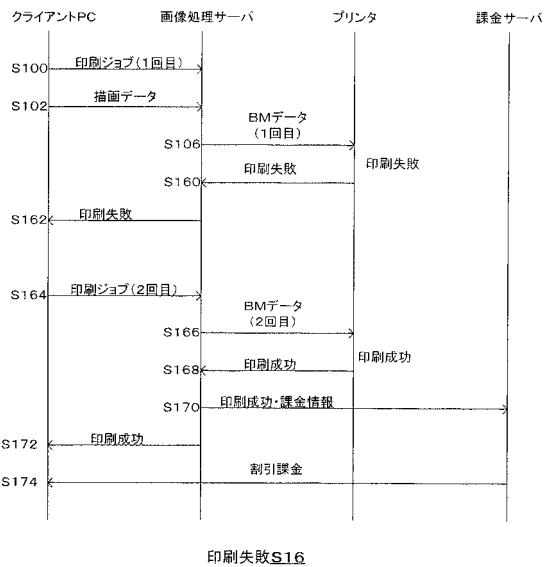 クライアントPC 画像処理サーバ プリンタ 課金サーバ
S100 印刷ジョブ(1回目)
S102 描画データ
BMデータ
(1回目)
S106
印刷失敗
S160 印刷失敗
S162 印刷失敗
S164 印刷ジョブ(2回目)
BMデータ
(2回目)
S166
印刷成功
S168 印刷成功
S170 印刷成功・課金情報
S172 印刷成功
S174 割引課金
印刷失敗S16